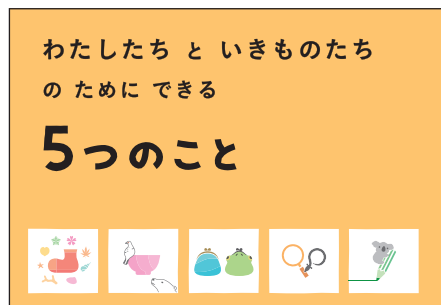 わたしたち と いきものたち
の ために できる
5つのこと